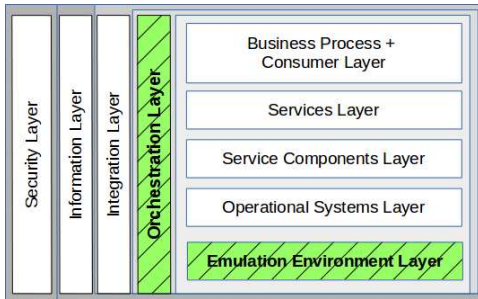 Security Layer
Information Layer
Integration Layer
Orchestration Layer
Business Process +
Consumer Layer
Services Layer
Service Components Layer
Operational Systems Layer
Emulation Environment Layer